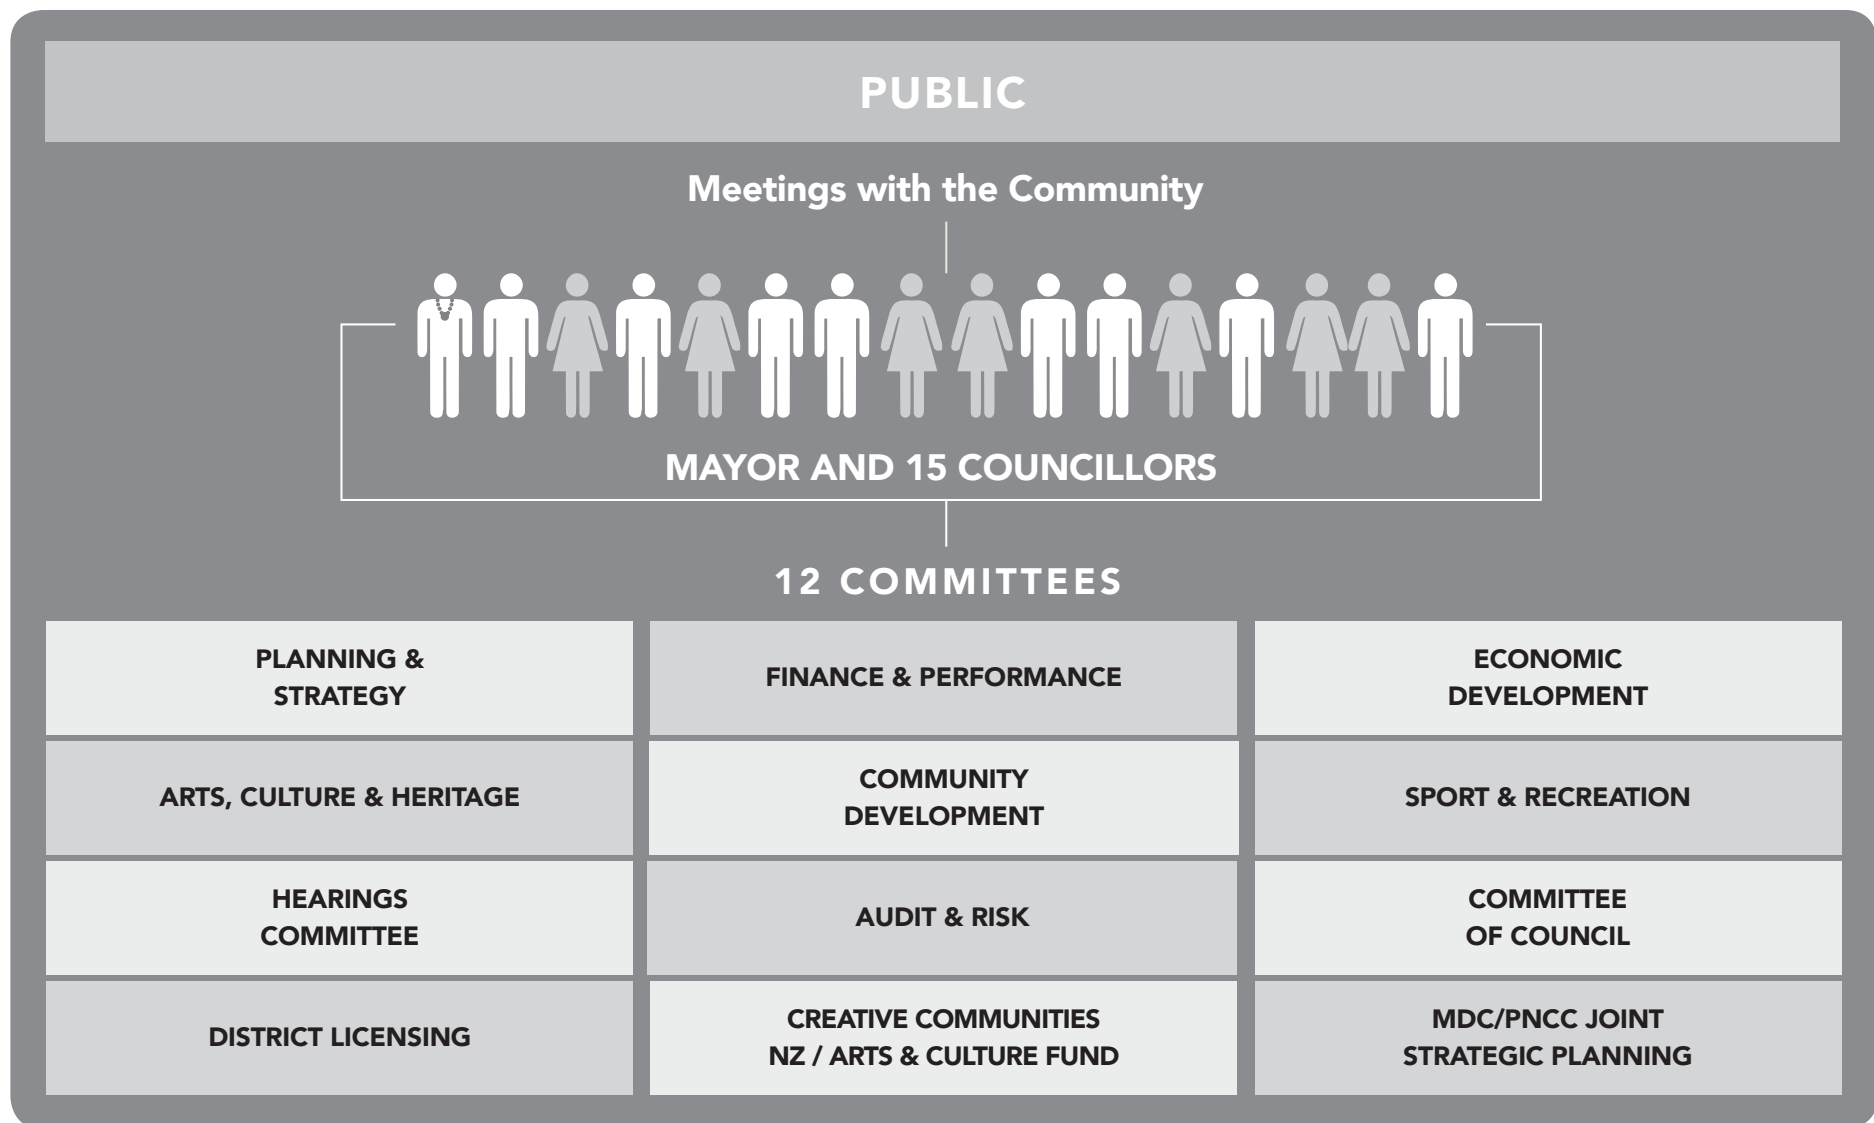 PUBLIC
Meetings with the Community
MAYOR AND 15 COUNCILLORS
12 COMMITTEES
PLANNING &
STRATEGY
FINANCE & PERFORMANCE
ECONOMIC
DEVELOPMENT
ARTS, CULTURE & HERITAGE
COMMUNITY
DEVELOPMENT
SPORT & RECREATION
HEARINGS
COMMITTEE
AUDIT & RISK
COMMITTEE
OF COUNCIL
DISTRICT LICENSING
CREATIVE COMMUNITIES
NZ / ARTS & CULTURE FUND
MDC/PNCC JOINT
STRATEGIC PLANNING